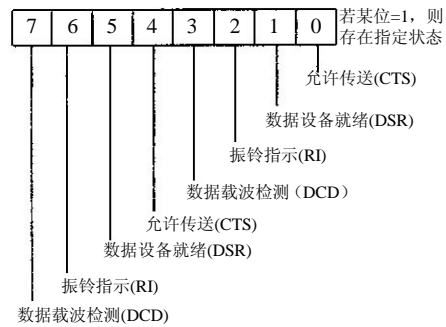 7 6 5 4 3 2 1 0
若某位=1，则
存在指定状态
允许传送(CTS)
数据设备就绪(DSR)
振铃指示(RI)
数据载波检测（DCD）
允许传送(CTS)
数据设备就绪(DSR)
振铃指示(RI)
数据载波检测(DCD)